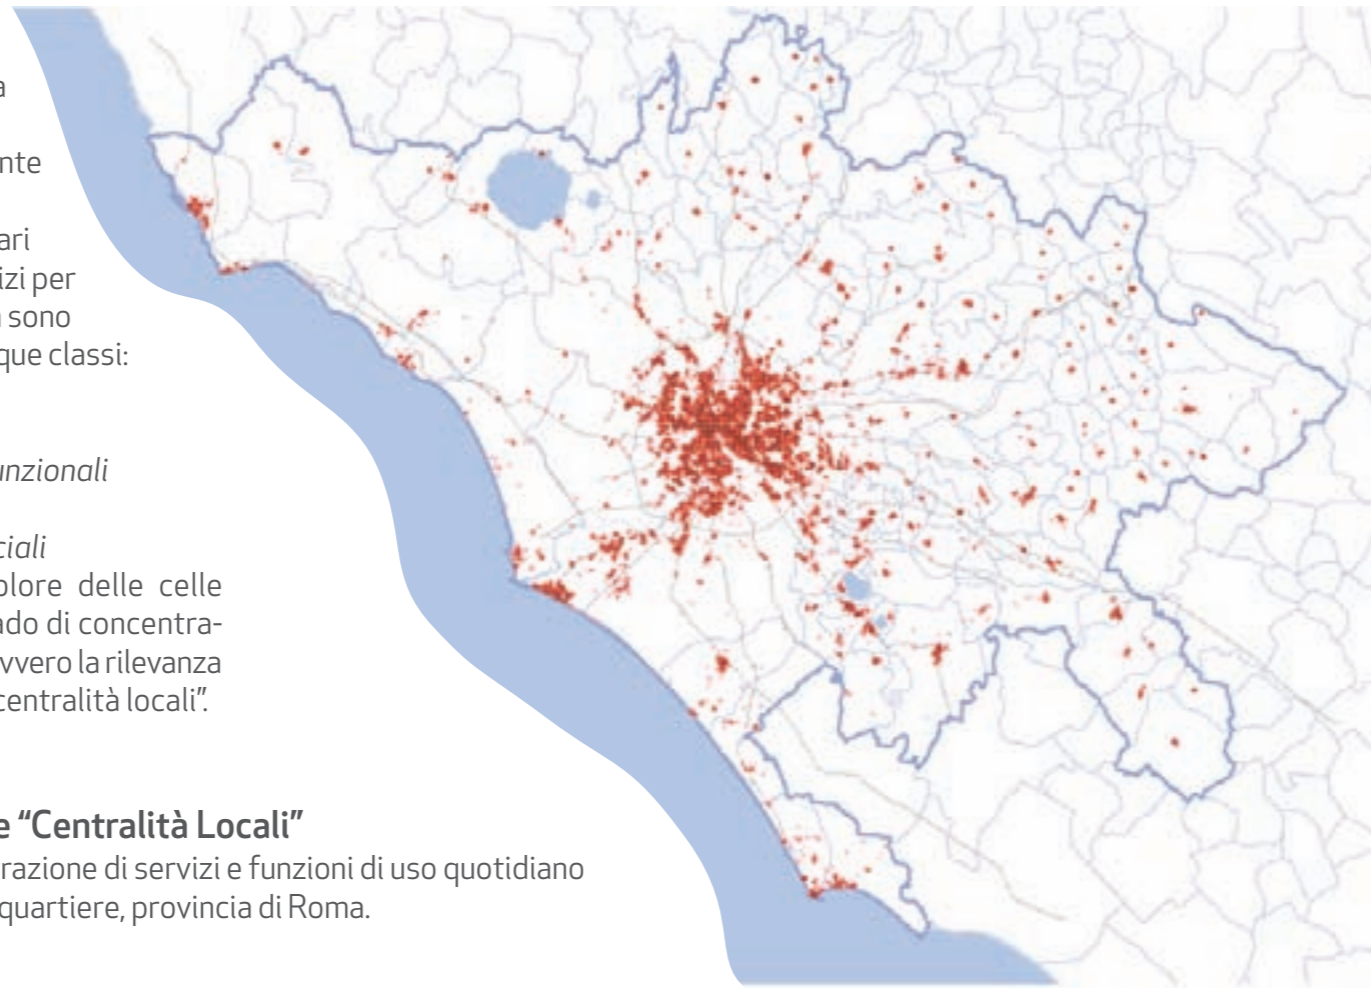 a
nte
ari
izi per
sono
que classi:
unzionali
ciali
olore delle celle
ado di concentra-
vvero la rilevanza
centralità locali”.
e “Centralità Locali”
razione di servizi e funzioni di uso quotidiano
quartiere, provincia di Roma.